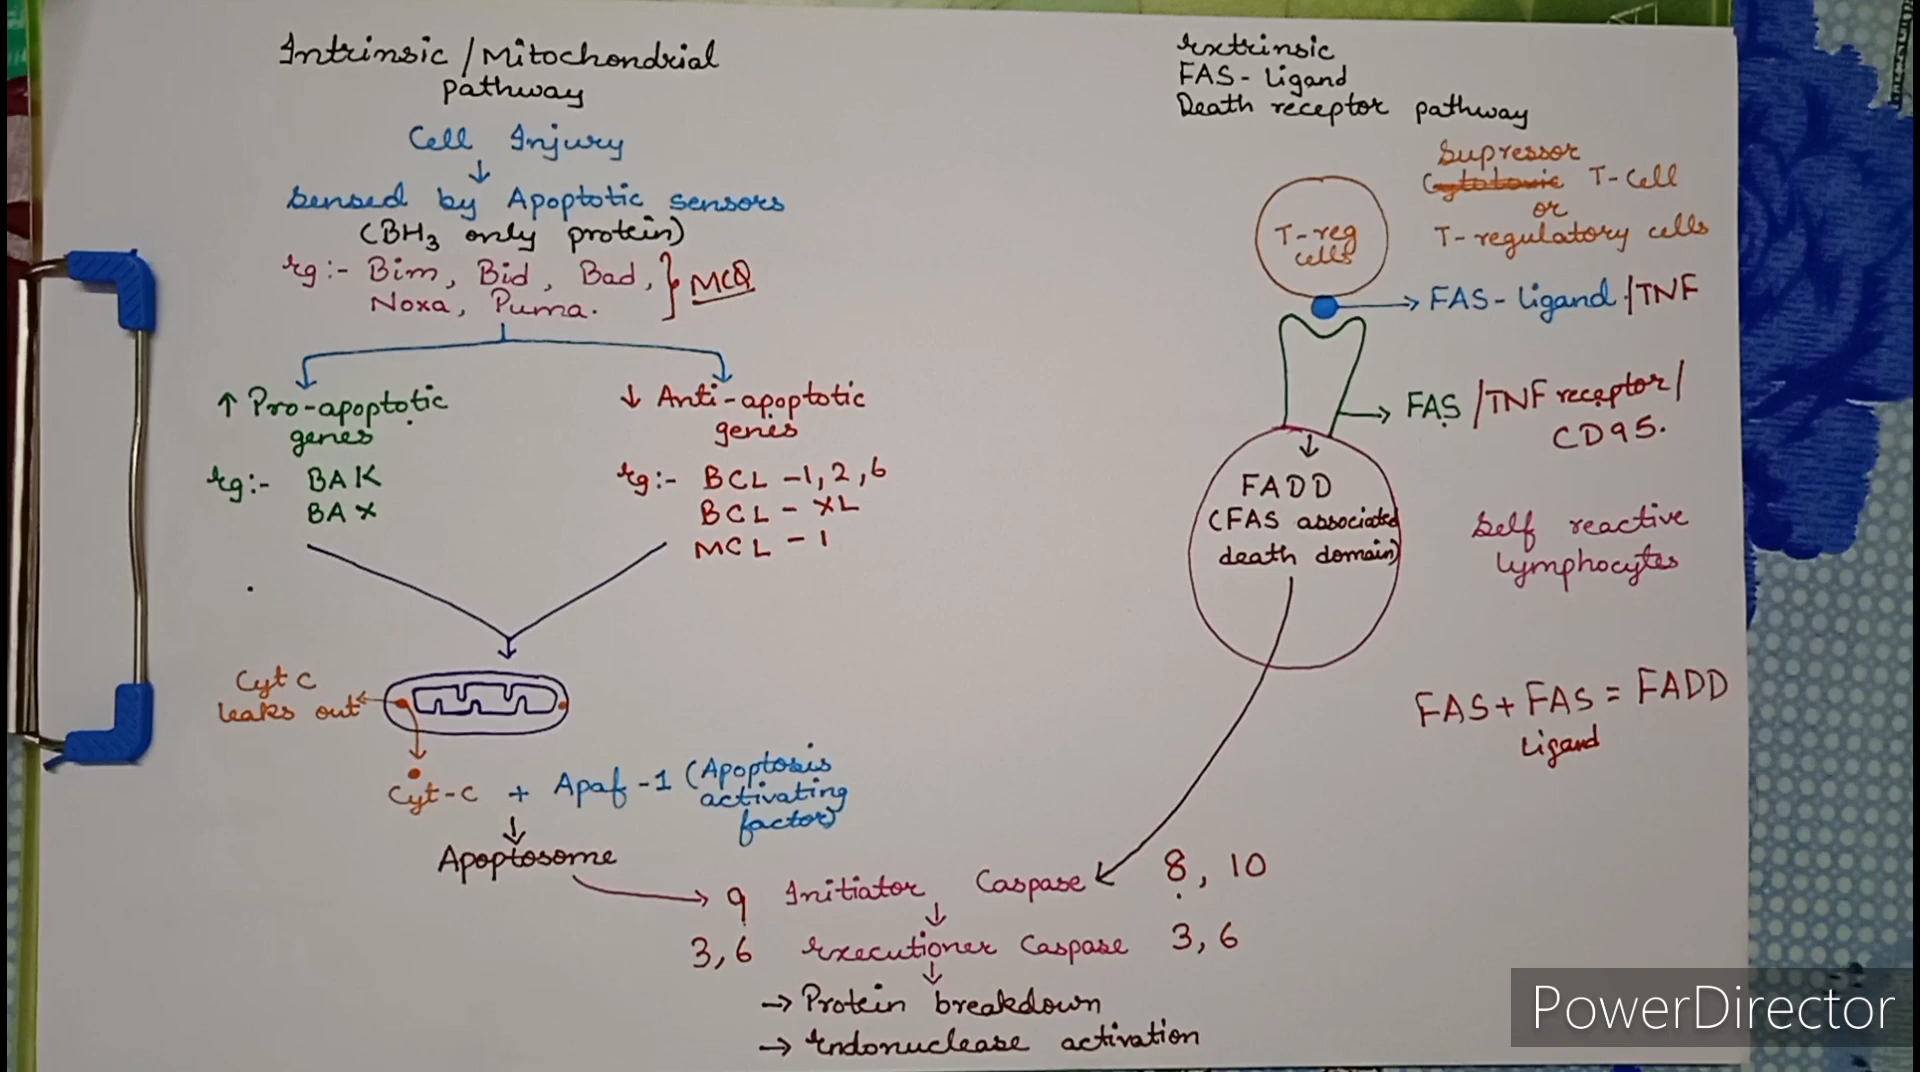 Intrinsic / Mitochondrial
pathway
Cell Injury
↓
Sensed by Apoptotic sensors
(BH3 only protein)
eg:- Bim, Bid, Bad, } MCQ
Noxa, Puma.
↑ Pro-apoptotic
genes
eg:- BAK
BAX
↓ Anti-apoptotic
genes
eg:- BCL -1,2,6
BCL - XL
MCL - 1
Cyt C
leaks out
Cyt-c + Apaf -1 (Apoptosis
activating
factor)
↓
Apoptosome
Extrinsic
FAS - Ligand
Death receptor pathway
Supressor
Cytotoxic T-Cell
or
T-regulatory cells
T-reg
cells
→ FAS - Ligand /TNF
→ FAS /TNF receptor/
CD95.
↓
FADD
(FAS associated
death domain)
Self reactive
lymphocytes
FAS + FAS = FADD
Ligand
9 Initiator Caspase 8, 10
↓
3, 6 Executioner Caspase 3, 6
↓
→ Protein breakdown
→ Endonuclease activation
PowerDirector